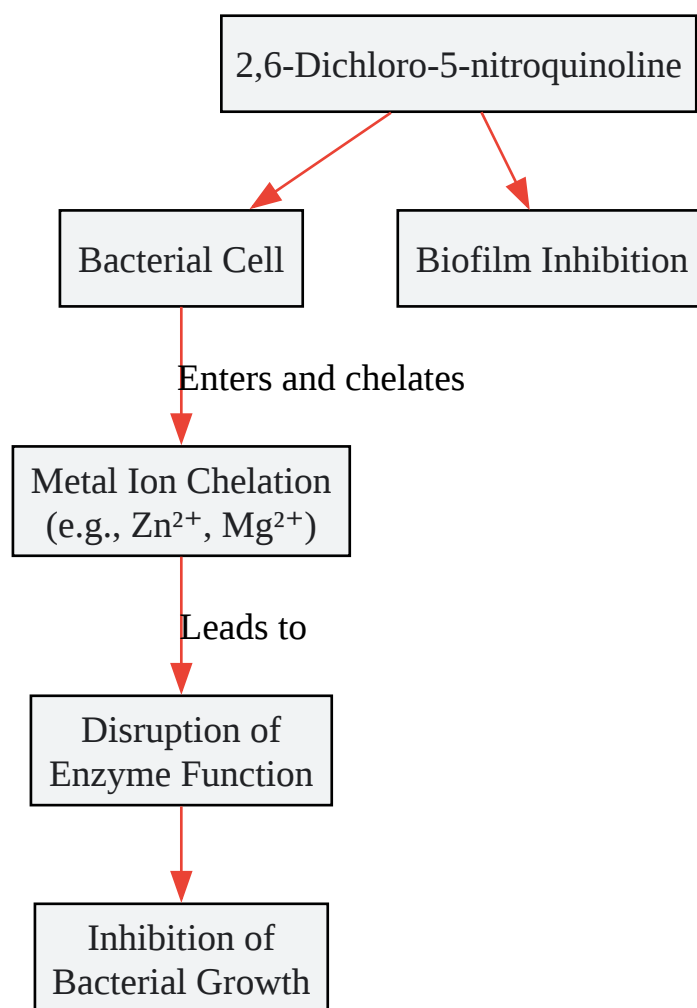 2,6-Dichloro-5-nitroquinoline
Bacterial Cell
Biofilm Inhibition
Enters and chelates
Metal Ion Chelation
(e.g., Zn²⁺, Mg²⁺)
Leads to
Disruption of
Enzyme Function
Inhibition of
Bacterial Growth